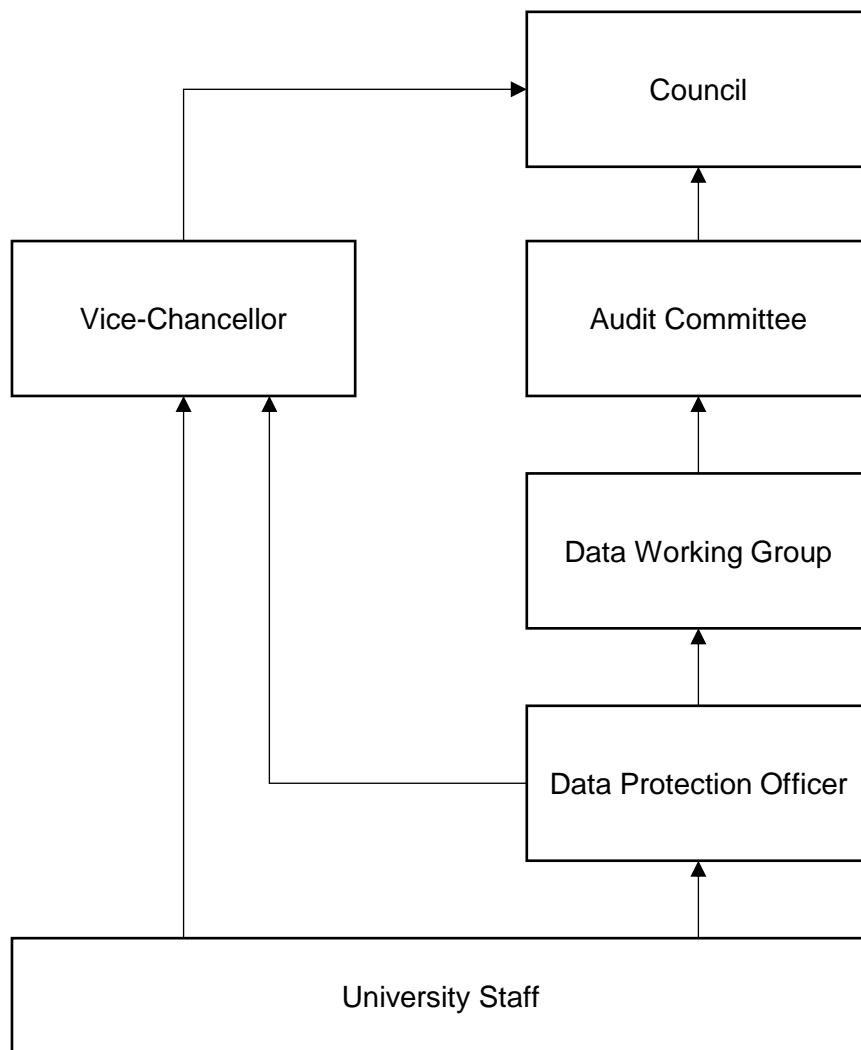 Council
Vice-Chancellor
Audit Committee
Data Working Group
Data Protection Officer
University Staff